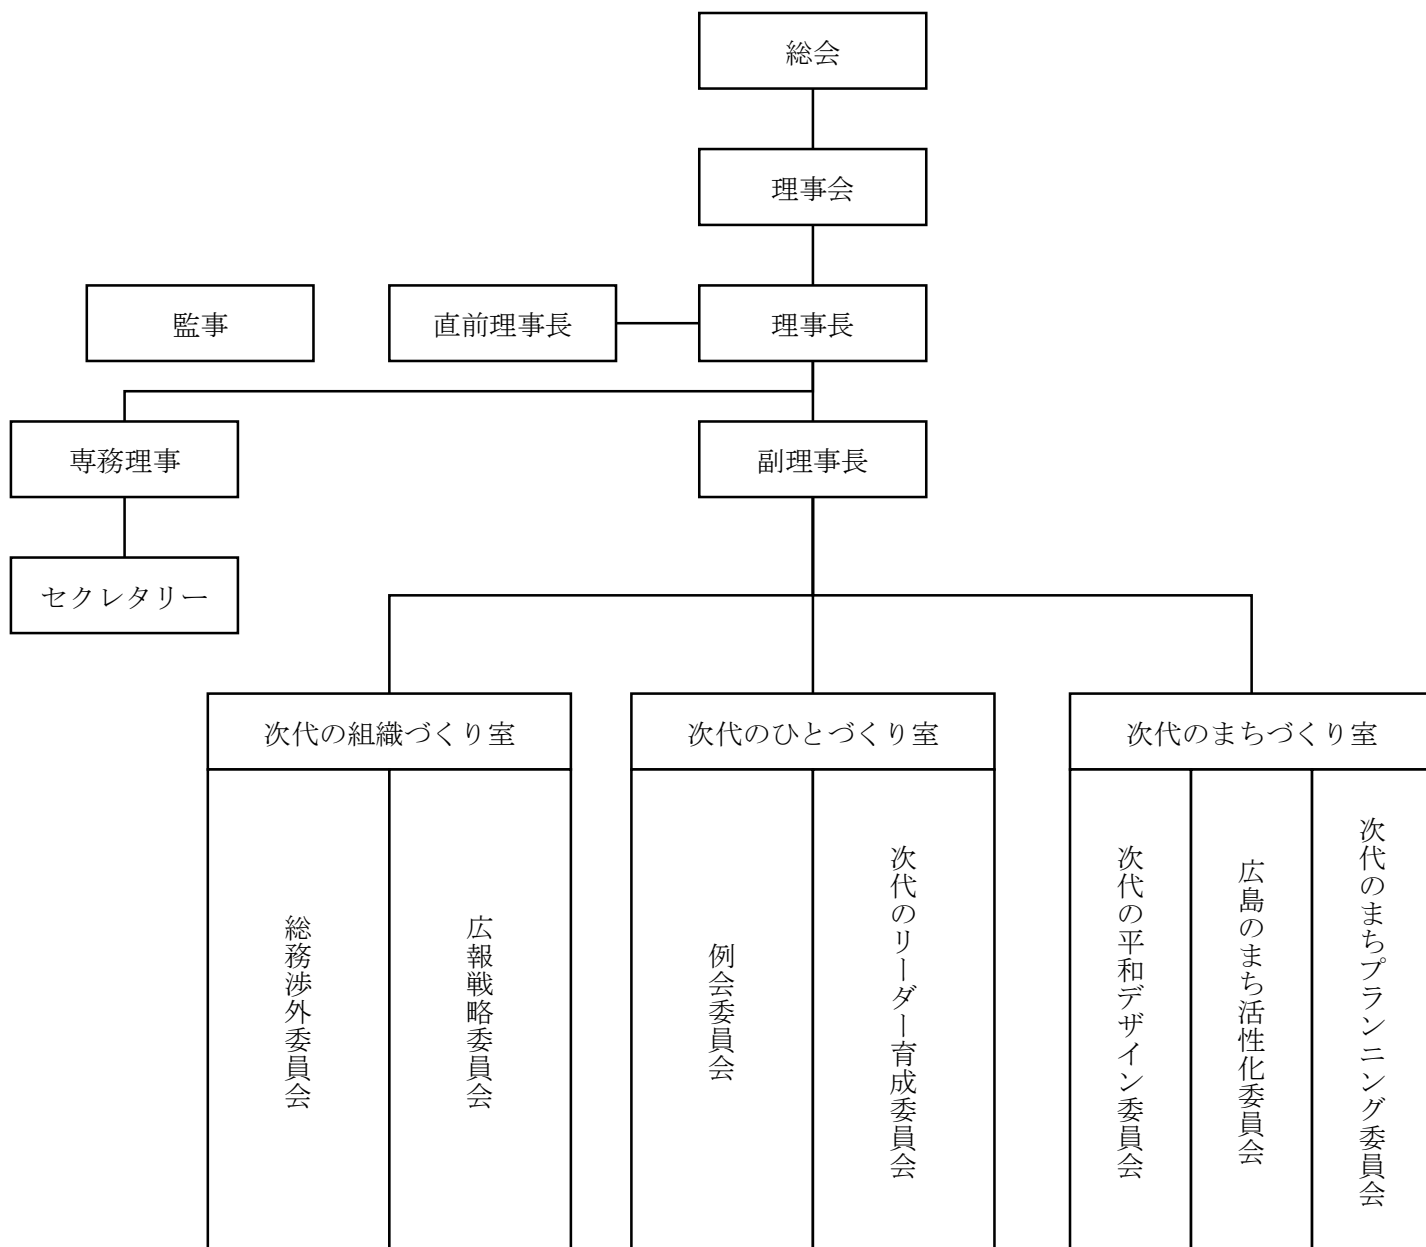 総会
理事会
監事
直前理事長
理事長
専務理事
副理事長
セクレタリー
次代の組織づくり室
次代のひとづくり室
次代のまちづくり室
総務渉外委員会
広報戦略委員会
例会委員会
次代のリーダー育成委員会
次代の平和デザイン委員会
広島のまち活性化委員会
次代のまちプランニング委員会